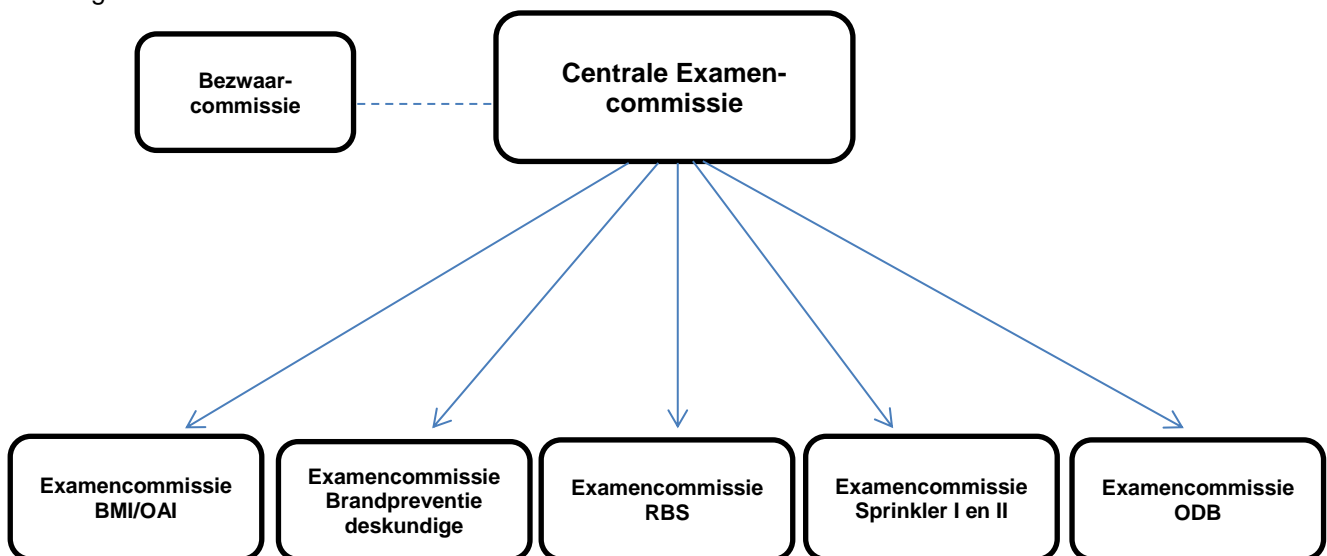 Bezwaar-
commissie
Centrale Examen-
commissie
Examencommissie
BMI/OAI
Examencommissie
Brandpreventie
deskundige
Examencommissie
RBS
Examencommissie
Sprinkler I en II
Examencommissie
ODB